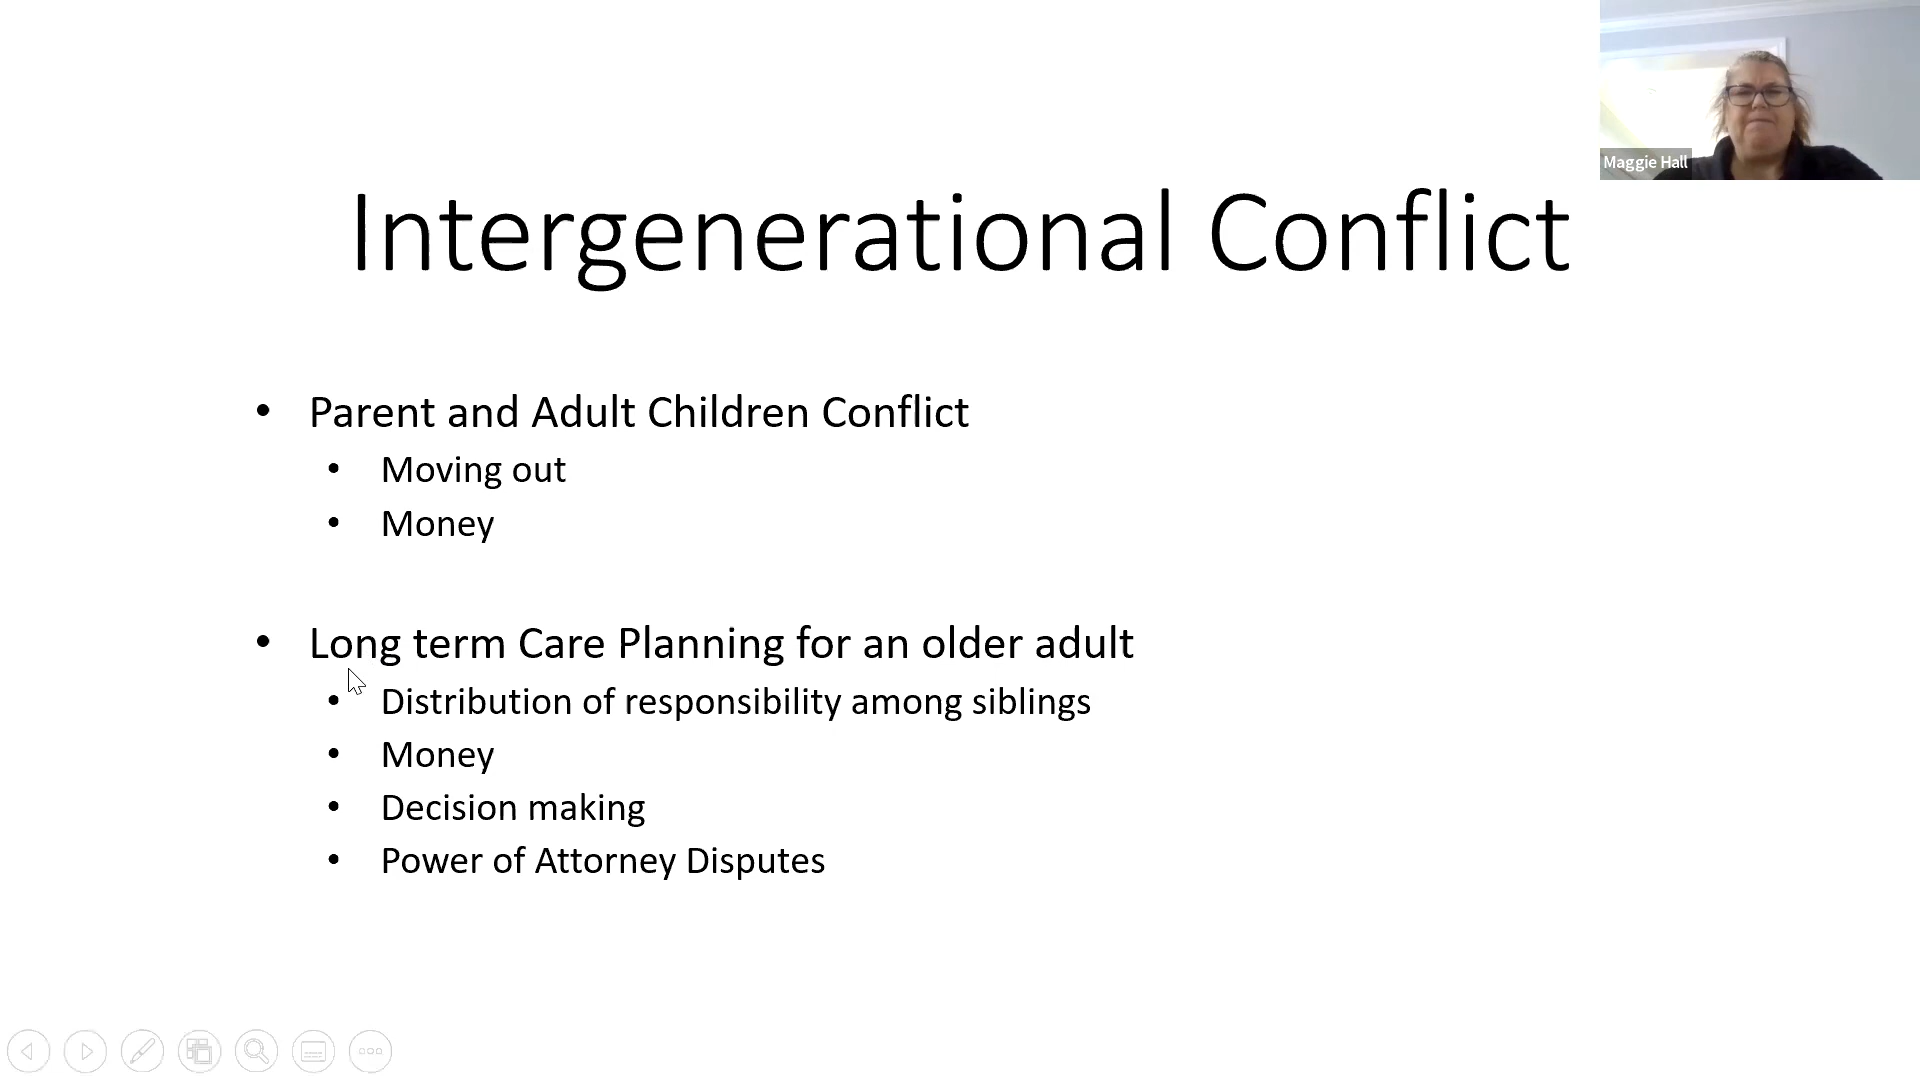 Maggie Hall
Intergenerational Conflict
• Parent and Adult Children Conflict
• Moving out
• Money
• Long term Care Planning for an older adult
• Distribution of responsibility among siblings
• Money
• Decision making
• Power of Attorney Disputes